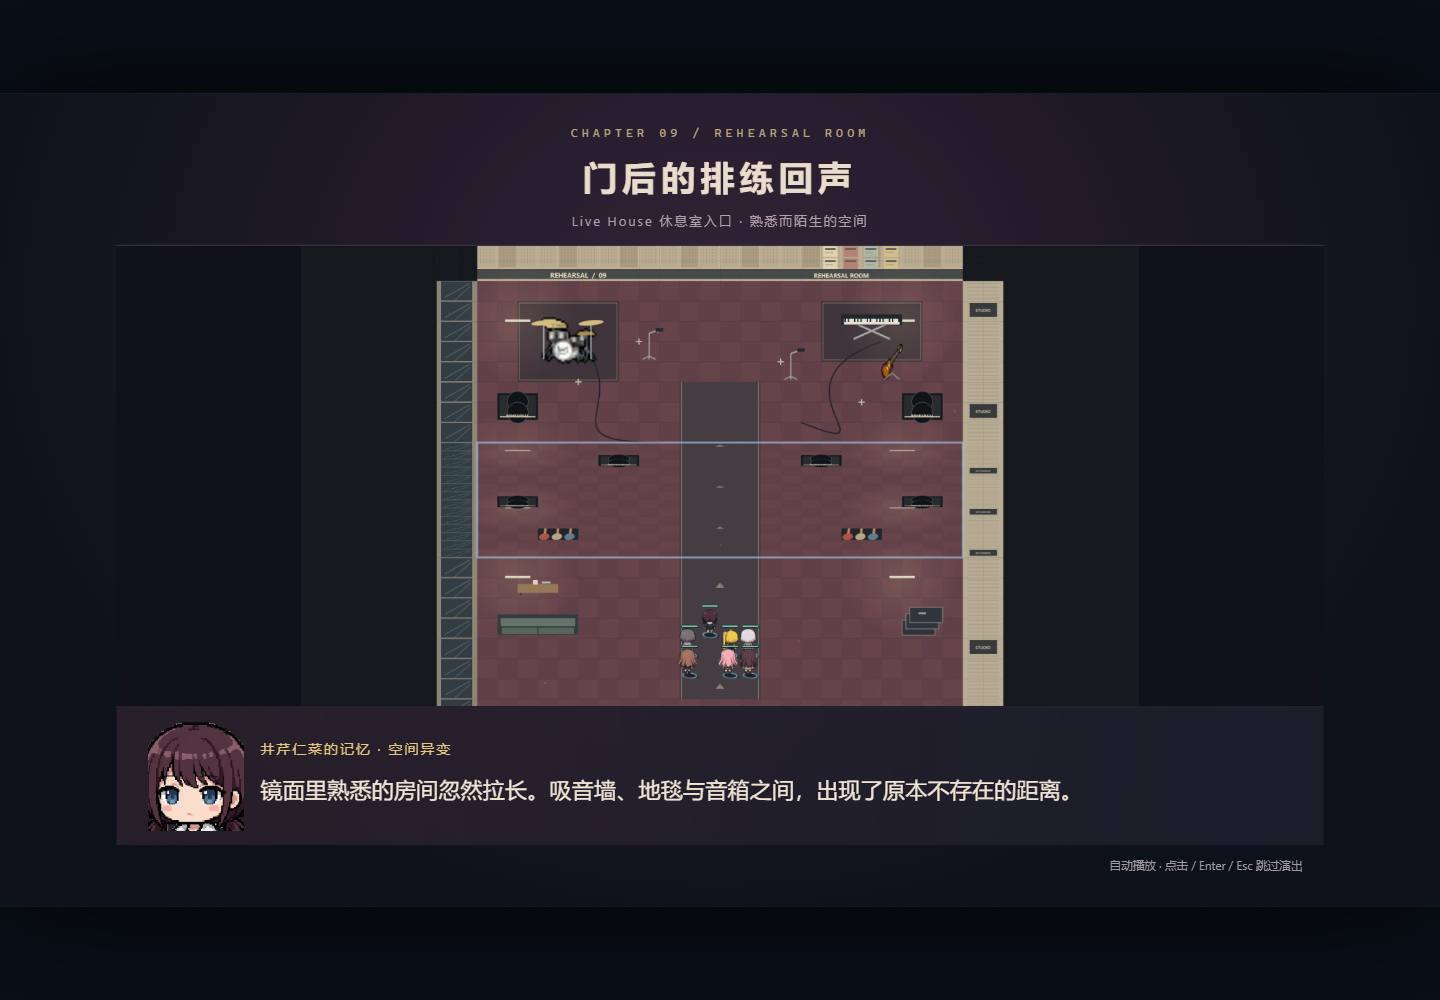 CHAPTER 09 / REHEARSAL ROOM
门后的排练回声
Live House 休息室入口 · 熟悉而陌生的空间
REHEARSAL / 09
REHEARSAL ROOM
STUDIO
STUDIO
STUDIO
井芹仁菜的记忆 · 空间异变
镜面里熟悉的房间忽然拉长。吸音墙、地毯与音箱之间，出现了原本不存在的距离。
自动播放 · 点击 / Enter / Esc 跳过演出